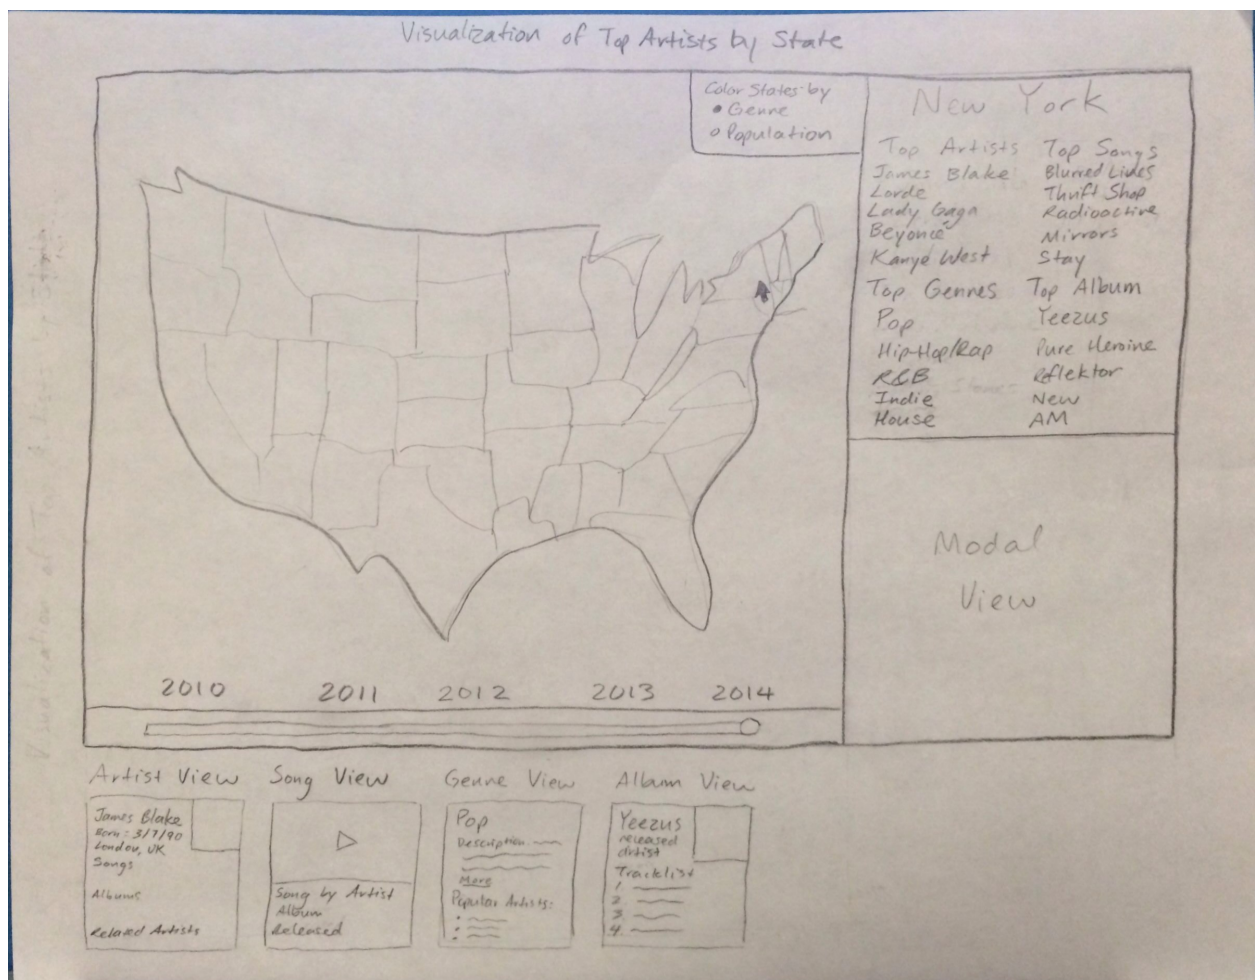 Visualization of Top Artists by State
Color States by
Genre
Population
New York
Top Artists
James Blake
Lorde
Lady Gaga
Beyoncé
Kanye West
Top Songs
Blurred Lines
Thrift Shop
Radioactive
Mirrors
Stay
Top Genres
Pop
Hip-Hop/Rap
R&B
Indie
House
Top Album
Yeezus
Pure Heroine
Reflektor
New
AM
Modal
View
2010 2011 2012 2013 2014
Artist View
James Blake
Born: 3/7/90
London, UK
Songs
Albums
Related Artists
Song View
Song by Artist
Album
Released
Genre View
Pop
Description
More
Popular Artists:
Album View
Yeezus
released
artist
Tracklist
1.
2.
3.
4.